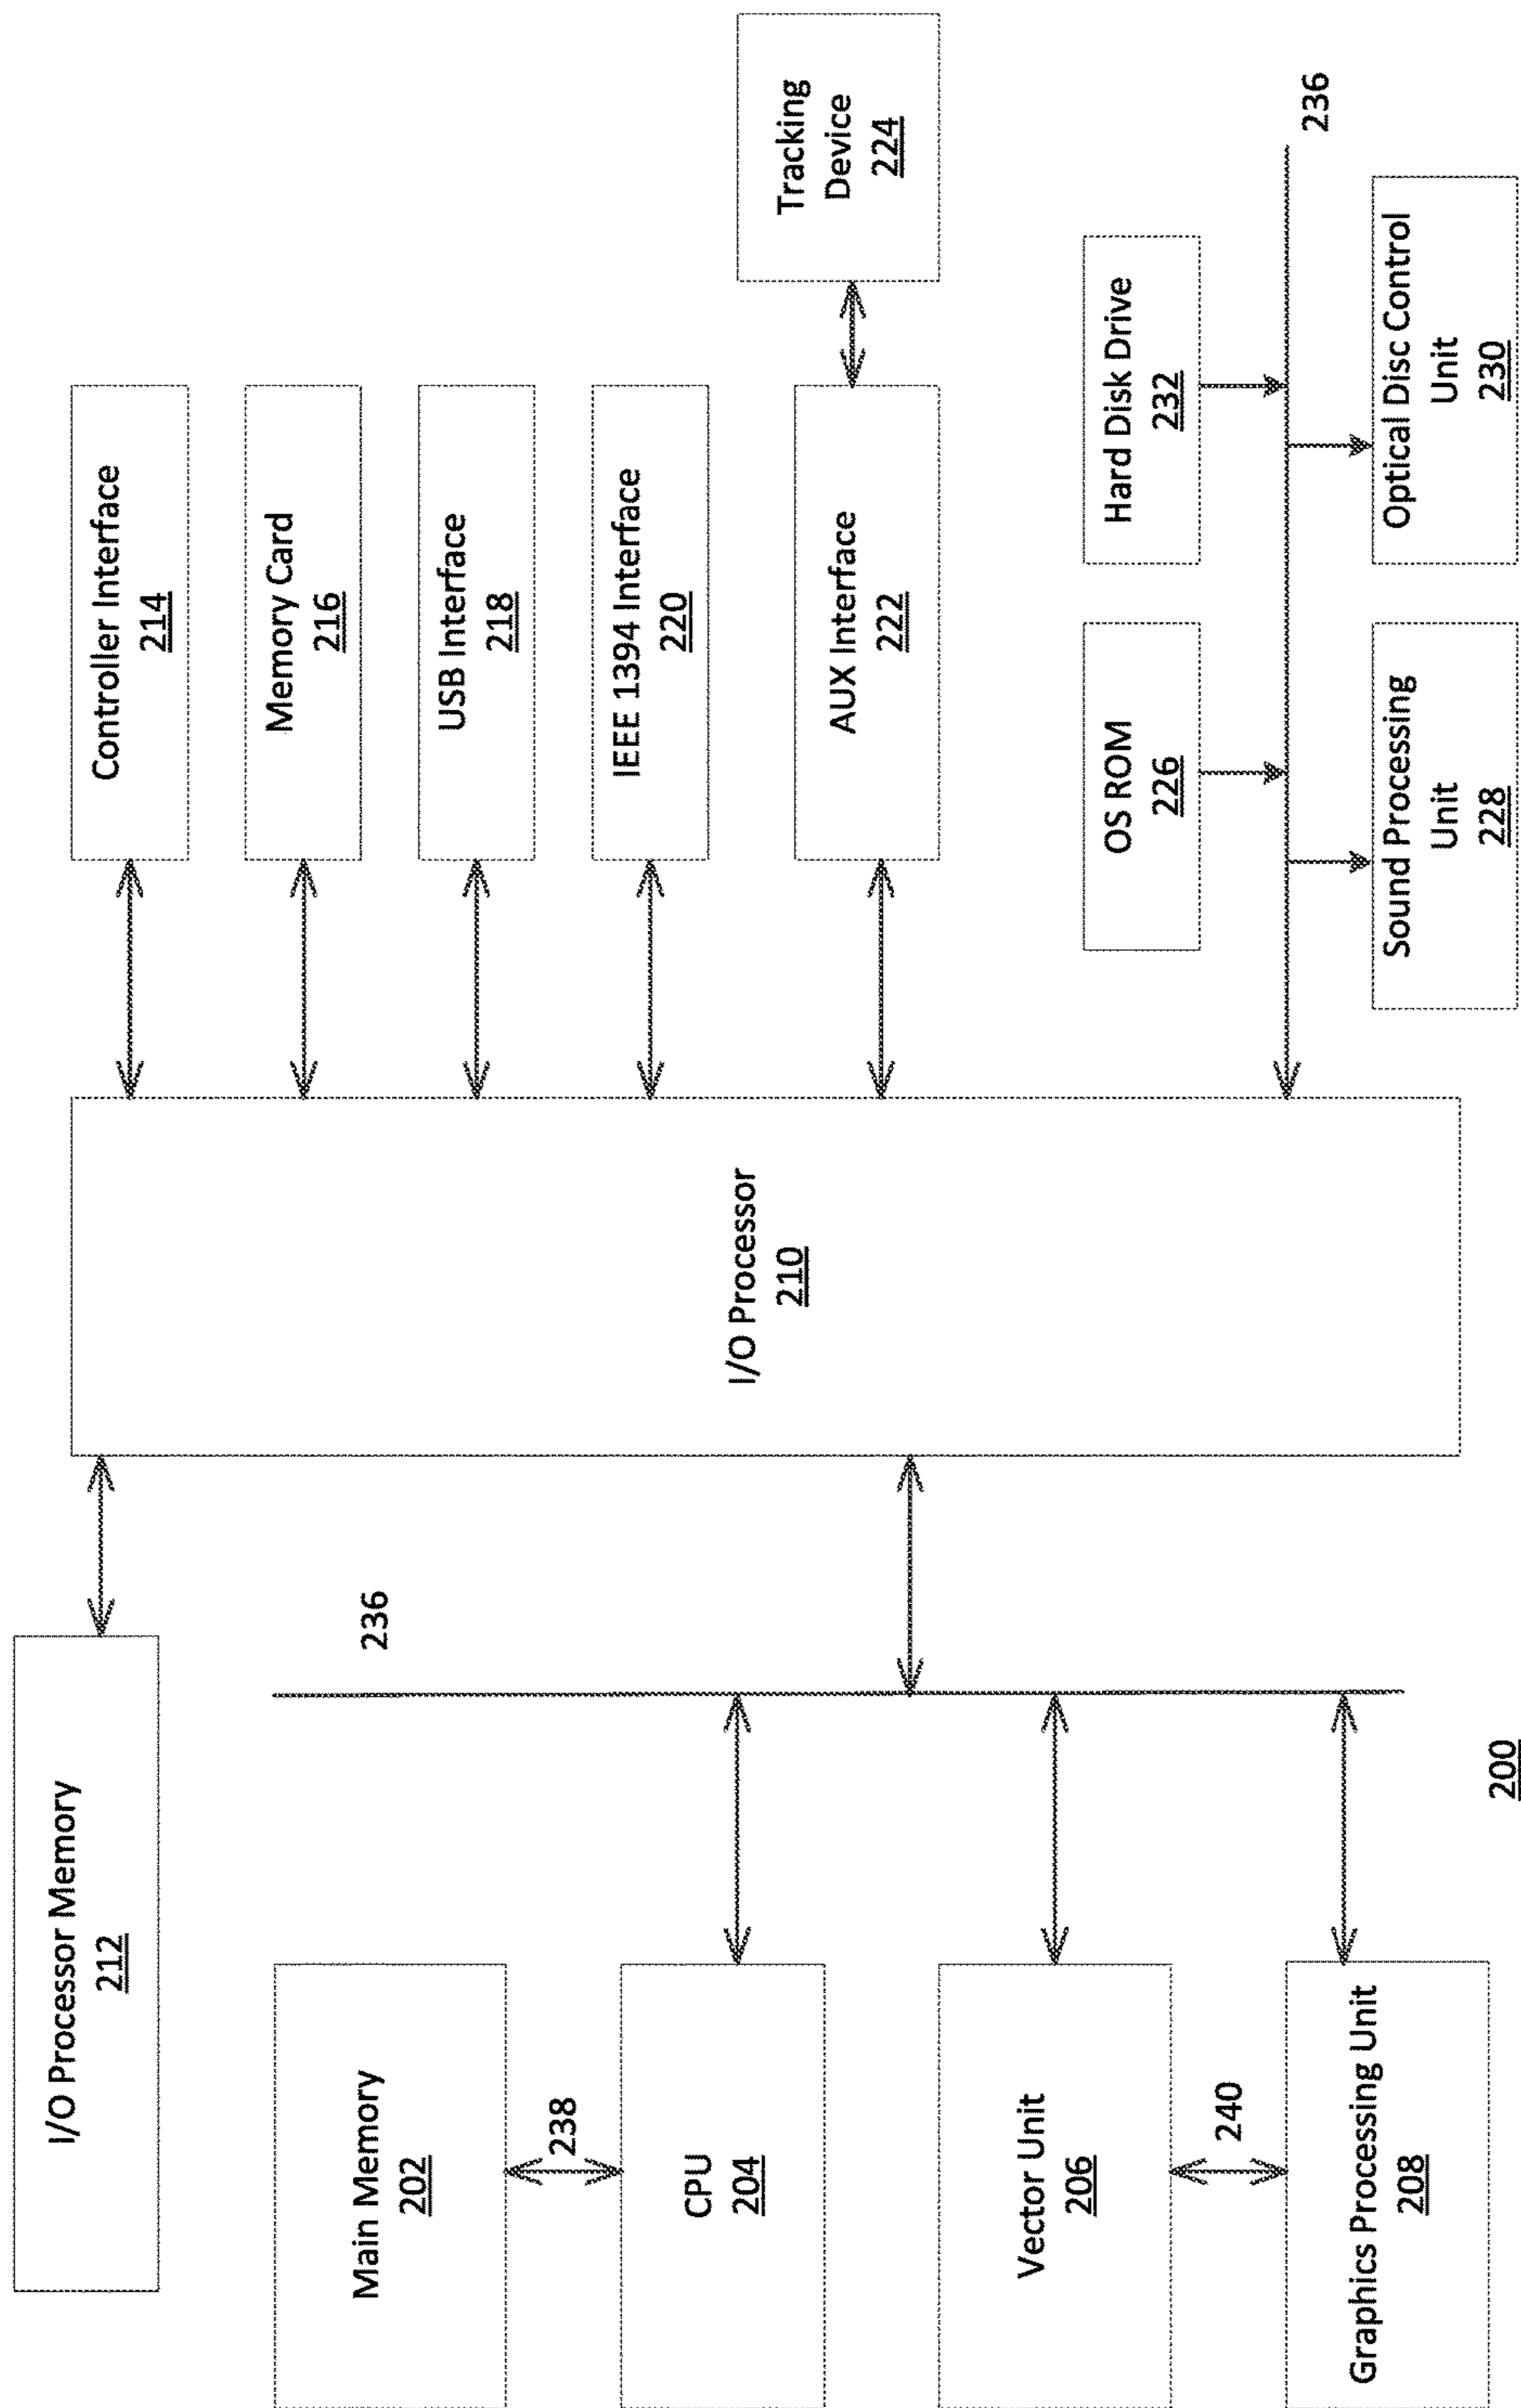 I/O Processor Memory
212
Main Memory
202
238
CPU
204
Vector Unit
206
240
Graphics Processing Unit
208
236
200
I/O Processor
210
Controller Interface
214
Memory Card
216
USB Interface
218
IEEE 1394 Interface
220
AUX Interface
222
Tracking
Device
224
OS ROM
226
Hard Disk Drive
232
236
Sound Processing
Unit
228
Optical Disc Control
Unit
230